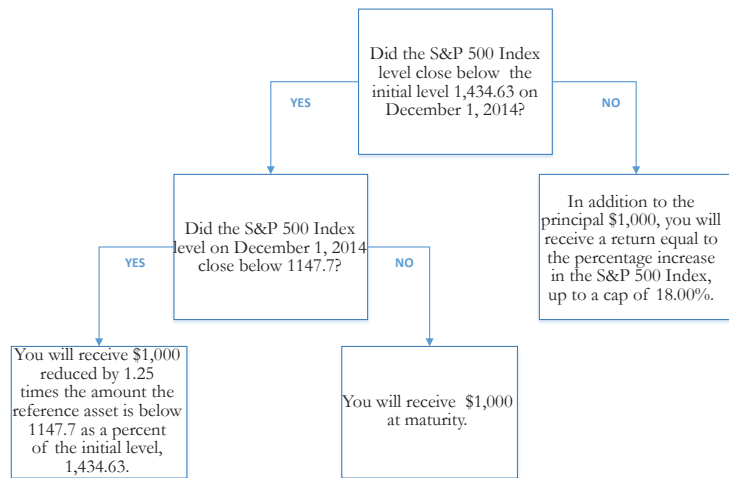 Did the S&P 500 Index
level close below the
initial level 1,434.63 on
December 1, 2014?
YES
NO
Did the S&P 500 Index
level on December 1, 2014
close below 1147.7?
In addition to the
principal $1,000, you will
receive a return equal to
the percentage increase
in the S&P 500 Index,
up to a cap of 18.00%.
YES
NO
You will receive $1,000
reduced by 1.25
times the amount the
reference asset is below
1147.7 as a percent
of the initial level,
1,434.63.
You will receive $1,000
at maturity.